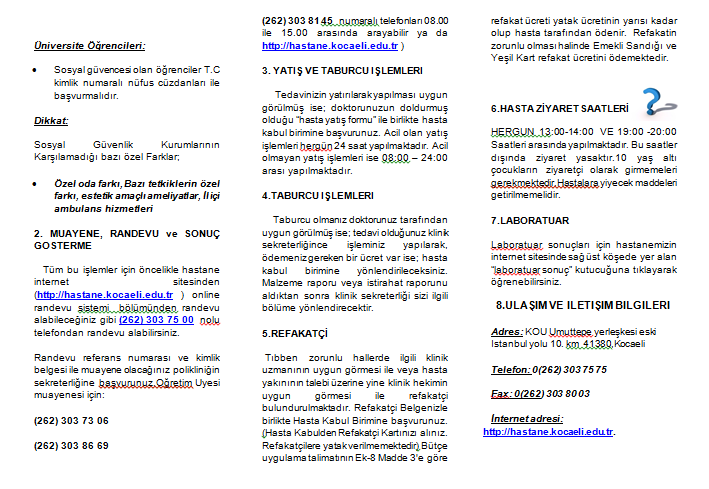 Üniversite Öğrencileri:
Sosyal güvencesi olan öğrenciler T.C
kimlik numaralı nüfus cüzdanları ile
başvurmalıdır.
Dikkat:
Sosyal Güvenlik Kurumlarının
Karşılamadığı bazı özel Farklar;
Özel oda farkı, Bazı tetkiklerin özel
farkı, estetik amaçlı ameliyatlar, İl içi
ambulans hizmetleri
2. MUAYENE, RANDEVU ve SONUÇ
GOSTERME
Tüm bu işlemler için öncelikle hastane
internet sitesinden
(http://hastane.kocaeli.edu.tr ) online
randevu sistemi bölümünden randevu
alabileceğiniz gibi (262) 303 75 00 nolu
telefondan randevu alabilirsiniz.
Randevu referans numarası ve kimlik
belgesi ile muayene olacağınız polikliniğin
sekreterliğine başvurunuz.Oğretim Uyesi
muayenesi için:
(262) 303 73 06
(262) 303 86 69
(262) 303 81 45 numaralı telefonları 08.00
ile 15.00 arasında arayabilir ya da
http://hastane.kocaeli.edu.tr )
3. YATIŞ VE TABURCU İŞLEMLERI
Tedavinizin yatırılarak yapılması uygun
görülmüş ise; doktorunuzun doldurmuş
olduğu "hasta yatış formu" ile birlikte hasta
kabul birimine başvurunuz. Acil olan yatış
işlemleri hergün 24 saat yapılmaktadır. Acil
olmayan yatış işlemleri ise 08:00 – 24:00
arası yapılmaktadır.
4.TABURCU IŞLEMLERI
Taburcu olmanız doktorunuz tarafından
uygun görülmüş ise; tedavi olduğunuz klinik
sekreterliğince işleminiz yapılarak,
ödemeniz gereken bir ücret var ise; hasta
kabul birimine yönlendirileceksiniz.
Malzeme raporu veya istirahat raporunu
aldıktan sonra klinik sekreterliği sizi ilgili
bölüme yönlendirecektir.
5.REFAKATÇİ
Tıbben zorunlu hallerde ilgili klinik
uzmanının uygun görmesi ile veya hasta
yakınının talebi üzerine yine klinik hekimin
uygun görmesi ile refakatçi
bulundurulmaktadır. Refakatçi Belgenizle
birlikte Hasta Kabul Birimine başvurunuz.
(Hasta Kabulden Refakatçi Kartınızı alınız.
Refakatçilere yatak verilmemektedir) Bütçe
uygulama talimatının Ek-8 Madde 3'e göre
refakat ücreti yatak ücretinin yarısı kadar
olup hasta tarafından ödenir. Refakatin
zorunlu olması halinde Emekli Sandığı ve
Yeşil Kart refakat ücretini ödemektedir.
6.HASTA ZİYARET SAATLERİ
HERGUN 13:00-14:00 VE 19:00 -20:00
Saatleri arasında yapılmaktadır. Bu saatler
dışında ziyaret yasaktır.10 yaş altı
çocukların ziyaretçi olarak girmemeleri
gerekmektedir.Hastalara yiyecek maddeleri
getirilmemelidir.
7.LABORATUAR
Laboratuar sonuçları için hastanemizin
internet sitesinde sağ üst köşede yer alan
"laboratuar sonuç" kutucuğuna tıklayarak
öğrenebilirsiniz.
8.ULAŞIM VE ILETIŞIM BILGILERI
Adres: KOU Umuttepe yerleşkesi eski
Istanbul yolu 10. km 41380 Kocaeli
Telefon: 0(262) 303 75 75
Fax: 0(262) 303 80 03
İnternet adresi:
http://hastane.kocaeli.edu.tr.